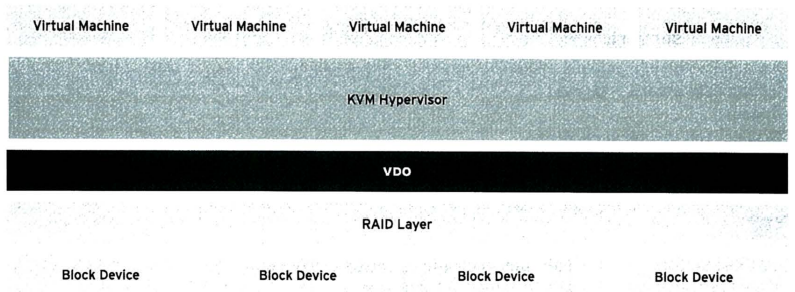 Virtual Machine Virtual Machine Virtual Machine Virtual Machine Virtual Machine
KVM Hypervisor
VDO
RAID Layer
Block Device Block Device Block Device Block Device